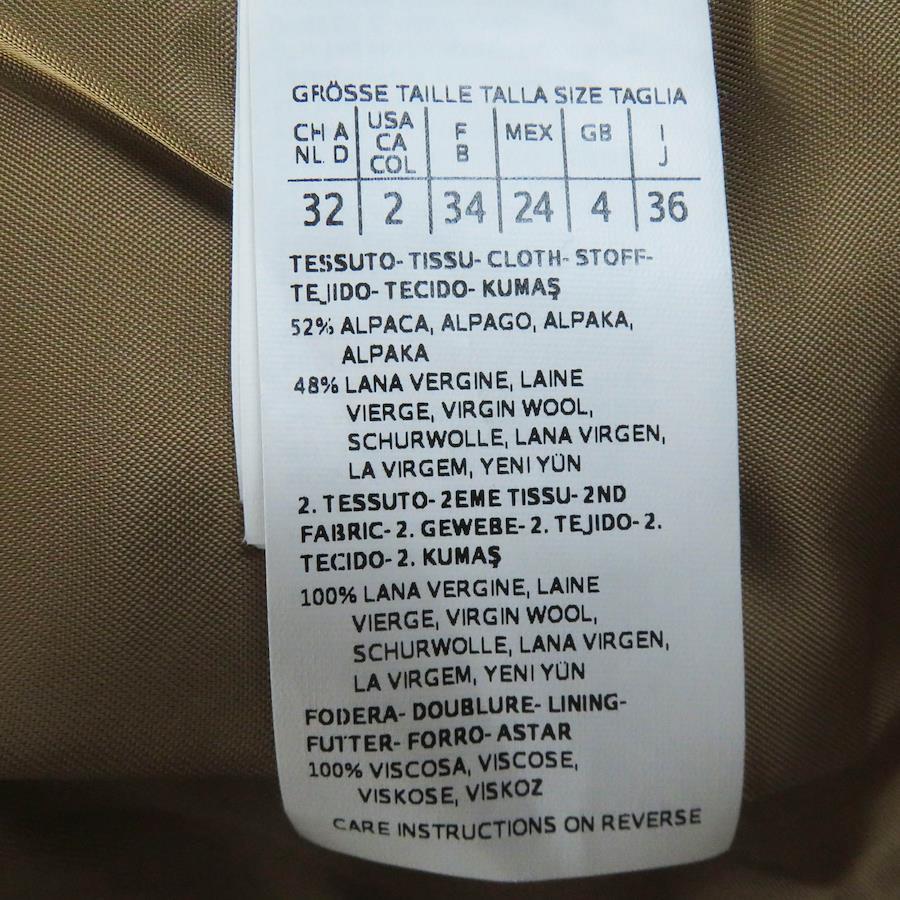 GRÖSSE TAILLE TALLA SIZE TAGLIA
CH A NL D | USA CA COL | F B | MEX | GB | I J
32 | 2 | 34 | 24 | 4 | 36
TESSUTO- TISSU- CLOTH- STOFF-
TEJIDO- TECIDO- KUMAŞ
52% ALPACA, ALPAGO, ALPAKA,
ALPAKA
48% LANA VERGINE, LAINE
VIERGE, VIRGIN WOOL,
SCHURWOLLE, LANA VIRGEN,
LA VIRGEM, YENI YÜN
2. TESSUTO- 2EME TISSU- 2ND
FABRIC- 2. GEWEBE- 2. TEJIDO- 2.
TECIDO- 2. KUMAŞ
100% LANA VERGINE, LAINE
VIERGE, VIRGIN WOOL,
SCHURWOLLE, LANA VIRGEN,
LA VIRGEM, YENI YÜN
FODERA- DOUBLURE- LINING-
FUTTER- FORRO- ASTAR
100% VISCOSA, VISCOSE,
VISKOSE, VISKOZ
CARE INSTRUCTIONS ON REVERSE